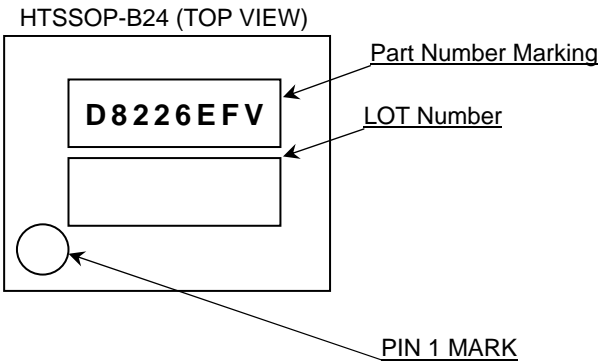 HTSSOP-B24 (TOP VIEW)
Part Number Marking
D8226EFV
LOT Number
PIN 1 MARK